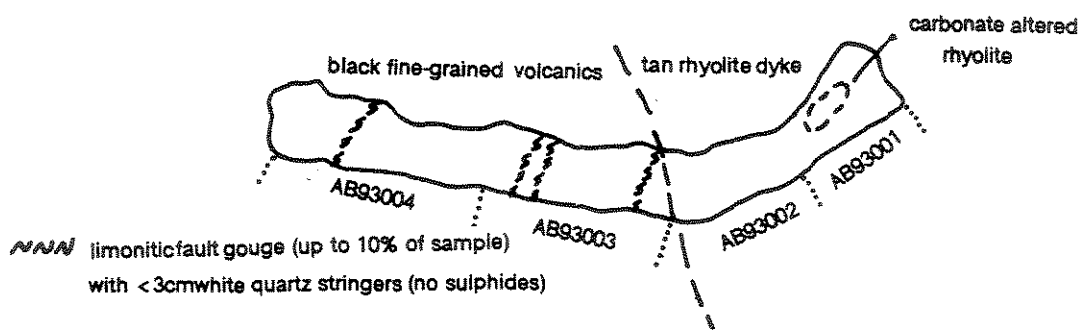 carbonate altered
rhyolite
black fine-grained volcanics
tan rhyolite dyke
AB93004
AB93003
AB93002
AB93001
limoniticfault gouge (up to 10% of sample)
with <3cmwhite quartz stringers (no sulphides)